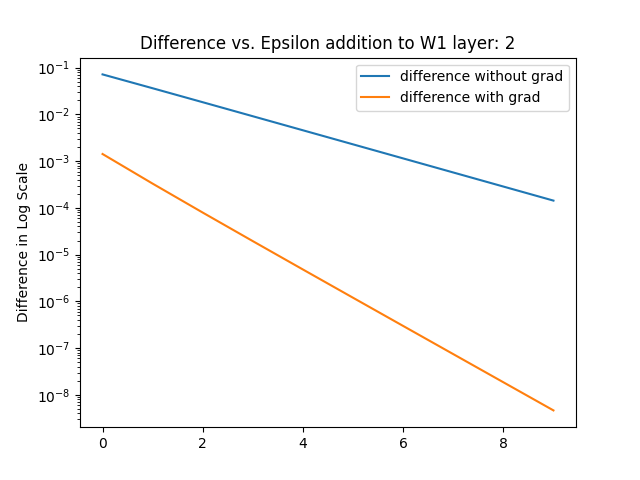 Difference vs. Epsilon addition to W1 layer: 2
difference without grad
difference with grad
Difference in Log Scale
10⁻¹
10⁻²
10⁻³
10⁻⁴
10⁻⁵
10⁻⁶
10⁻⁷
10⁻⁸
0 2 4 6 8